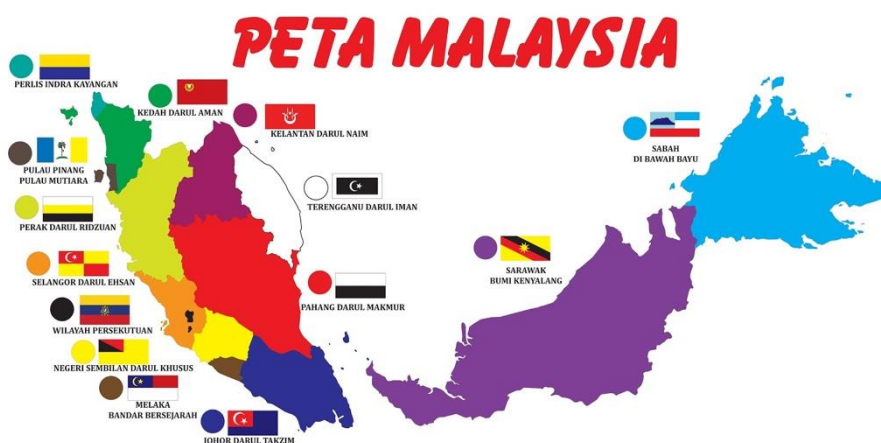 PETA MALAYSIA
PERLIS INDRA KAYANGAN
KEDAH DARUL AMAN
KELANTAN DARUL NAIM
PULAU PINANG
PULAU MUTIARA
TERENGGANU DARUL IMAN
PERAK DARUL RIDZUAN
SABAH
DI BAWAH BAYU
SELANGOR DARUL EHSAN
SARAWAK
BUMI KENYALANG
PAHANG DARUL MAKMUR
WILAYAH PERSEKUTUAN
NEGERI SEMBILAN DARUL KHUSUS
MELAKA
BANDAR BERSEJARAH
JOHOR DARUL TAKZIM